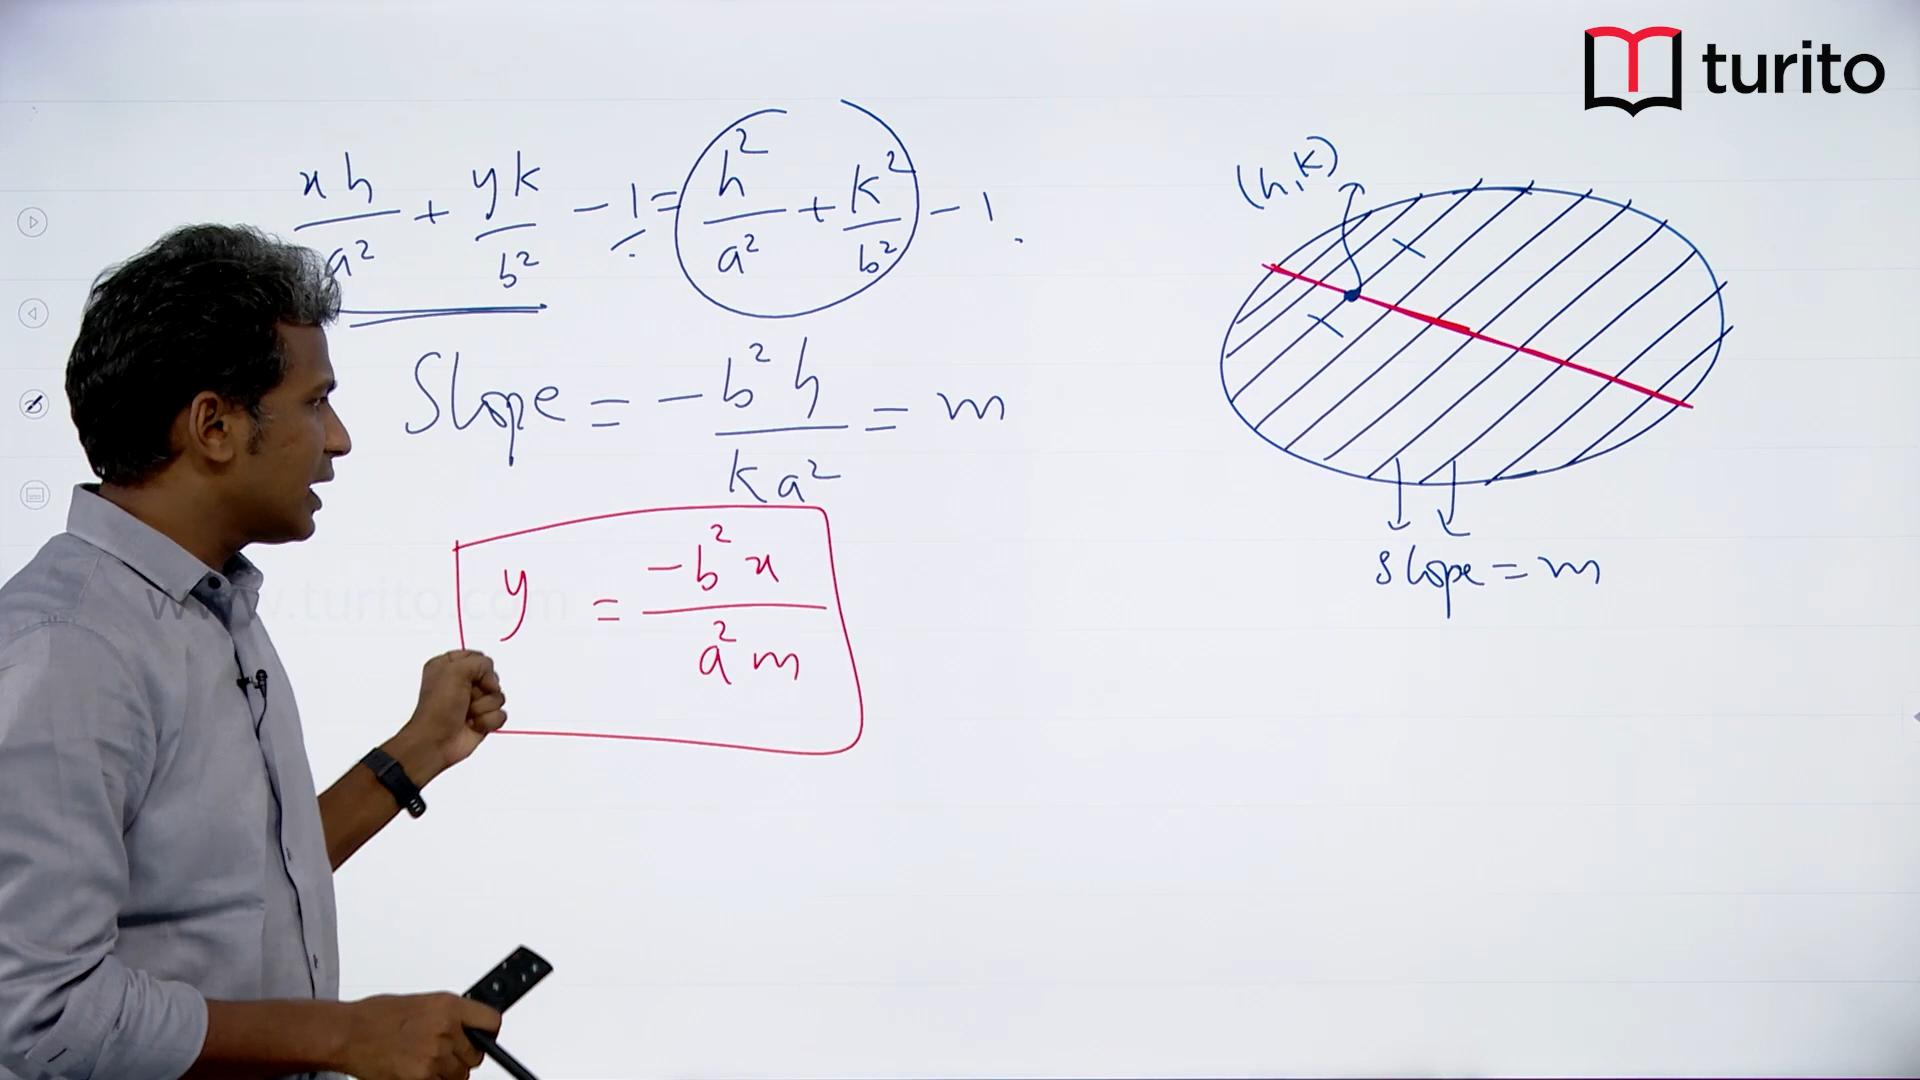 turito
xh/a² + yk/b² - 1 = h²/a² + k²/b² - 1
(h,k)
Slope = -b²h/ka² = m
y = -b²x/a²m
slope = m
www.turito.com